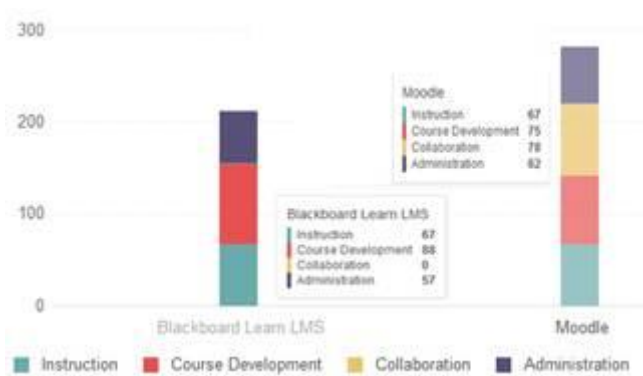 300
200
100
0
Moodle
Instruction 67
Course Development 75
Collaboration 78
Administration 62
Blackboard Learn LMS
Instruction 67
Course Development 88
Collaboration 0
Administration 57
Blackboard Learn LMS Moodle
Instruction Course Development Collaboration Administration